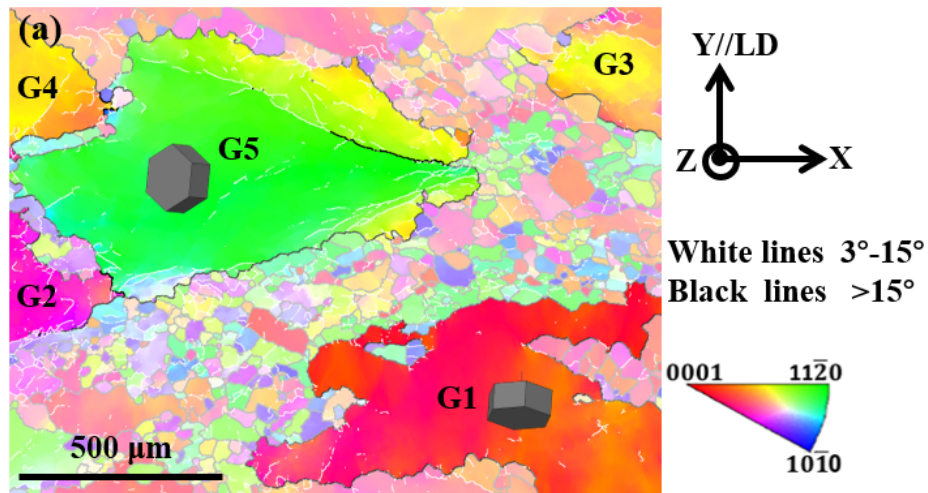 (a)
G4
G5
G3
G2
G1
500 μm
Y//LD
Z
X
White lines 3°-15°
Black lines >15°
0001
112̅0
101̅0